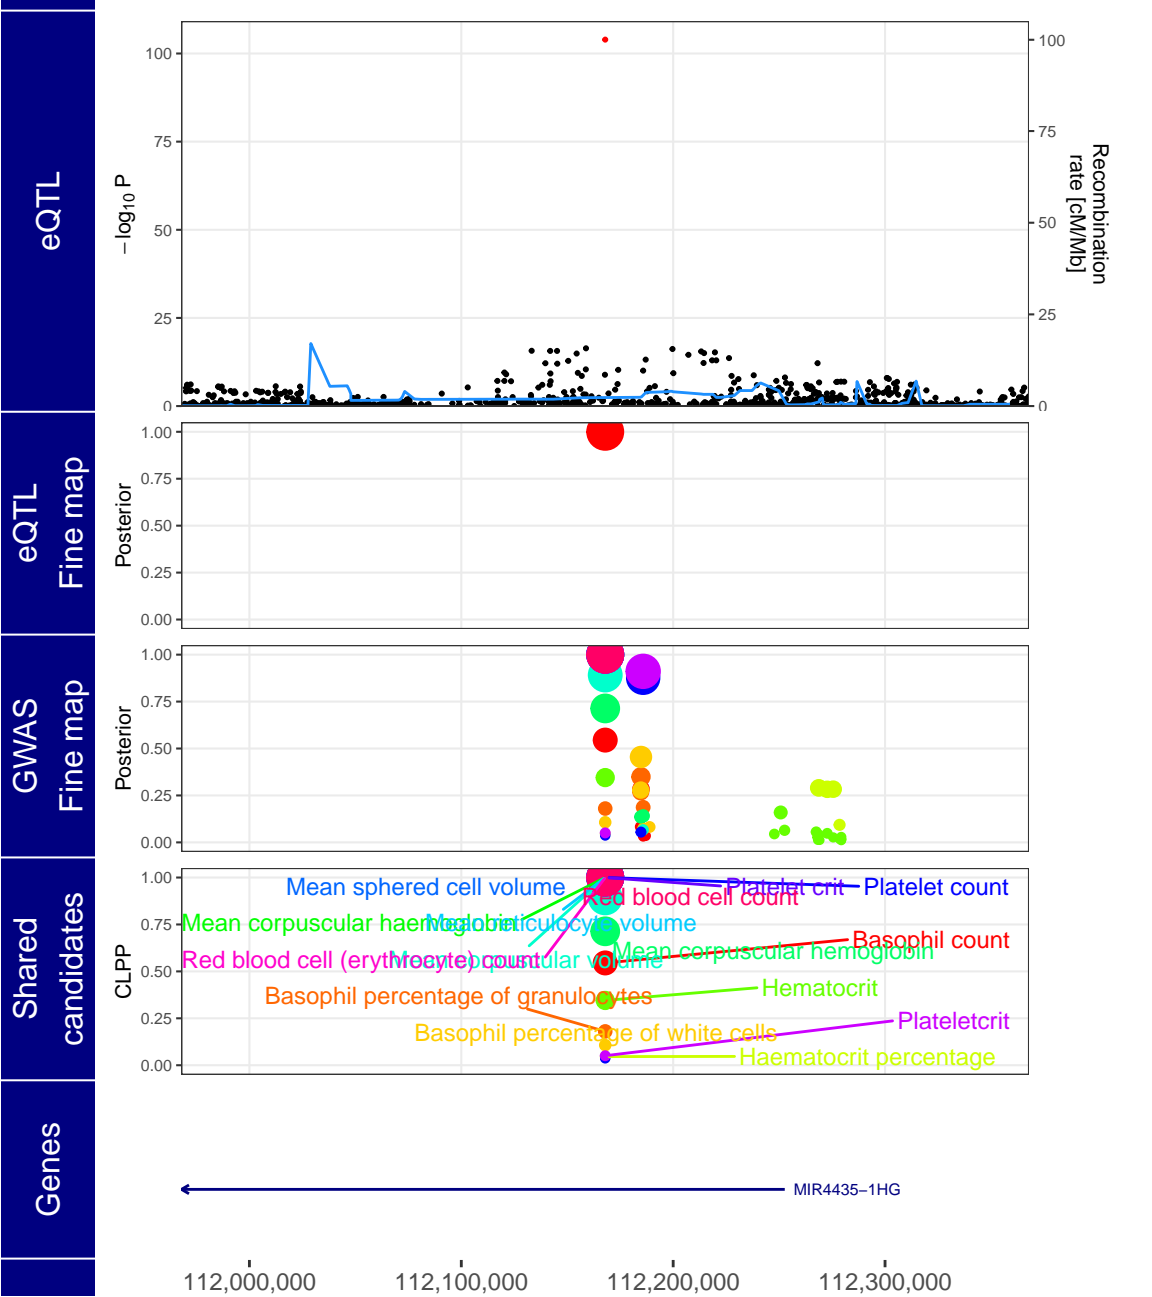 eQTL
−log10 P
100
75
50
25
0
100
75
50
25
0
Recombination
rate [cM/Mb]
eQTL
Fine map
Posterior
1.00
0.75
0.50
0.25
0.00
GWAS
Fine map
Posterior
1.00
0.75
0.50
0.25
0.00
Shared
candidates
CLPP
1.00
0.75
0.50
0.25
0.00
Mean sphered cell volume
Platelet crit
Platelet count
Red blood cell count
Mean corpuscular haemoglobin
Mean reticulocyte volume
Basophil count
Mean corpuscular hemoglobin
Red blood cell (erythrocyte) count
Mean corpuscular volume
Hematocrit
Basophil percentage of granulocytes
Plateletcrit
Basophil percentage of white cells
Haematocrit percentage
Genes
MIR4435−1HG
112,000,000
112,100,000
112,200,000
112,300,000